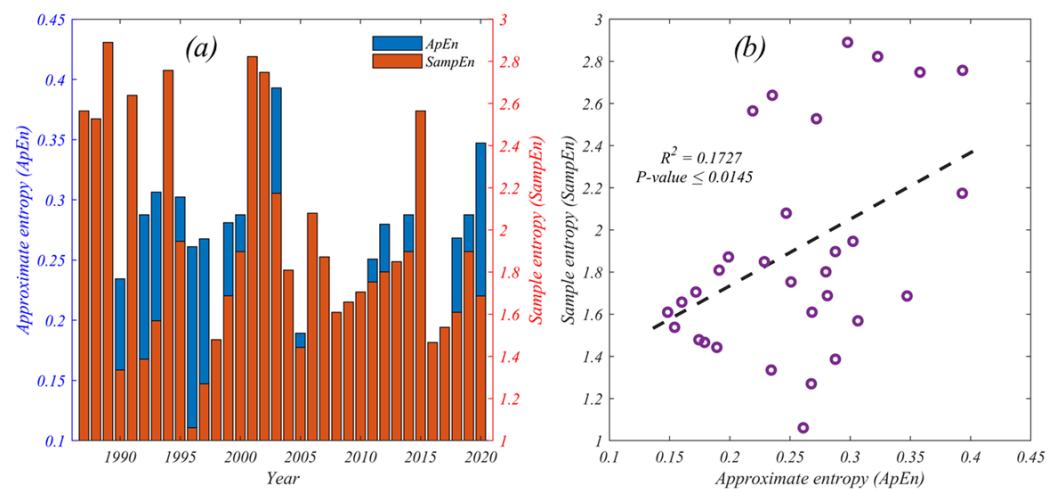 (a)
ApEn
SampEn
Approximate entropy (ApEn)
0.45
0.4
0.35
0.3
0.25
0.2
0.15
0.1
3
2.8
2.6
2.4
2.2
2
1.8
1.6
1.4
1.2
1
Sample entropy (SampEn)
1990 1995 2000 2005 2010 2015 2020
Year
(b)
R² = 0.1727
P-value ≤ 0.0145
Sample entropy (SampEn)
3
2.8
2.6
2.4
2.2
2
1.8
1.6
1.4
1.2
1
0.1 0.15 0.2 0.25 0.3 0.35 0.4 0.45
Approximate entropy (ApEn)